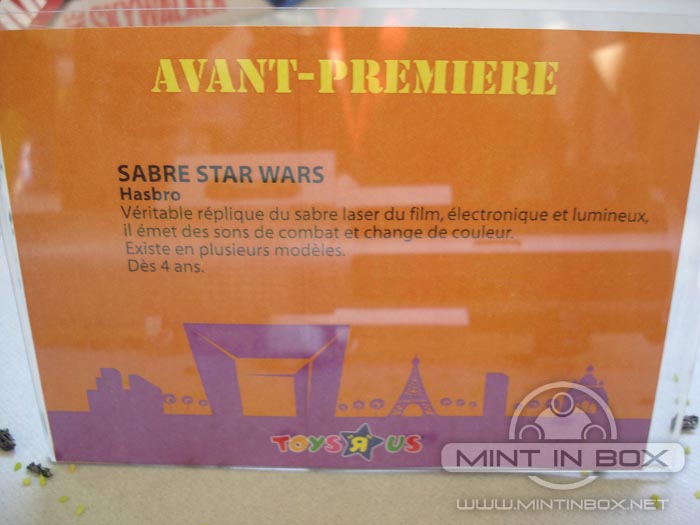 SKYWALKER
AVANT-PREMIERE
SABRE STAR WARS
Hasbro
Véritable réplique du sabre laser du film, électronique et lumineux,
il émet des sons de combat et change de couleur.
Existe en plusieurs modèles.
Dès 4 ans.
TOYS"R"US
MINT IN BOX
WWW.MINTINBOX.NET